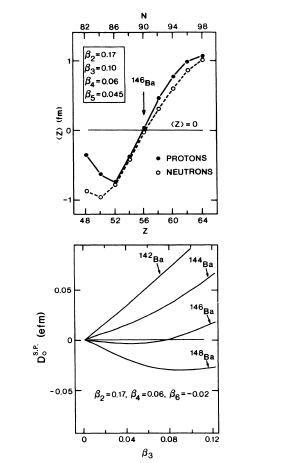 N
82 86 90 94 98
β₂=0.17
β₃=0.10
β₄=0.06
β₅=0.045
¹⁴⁶Ba
⟨Z⟩=0
⟨Z⟩ (fm)
1
0
−1
• PROTONS
○ NEUTRONS
48 52 56 60 64
Z
¹⁴²Ba
¹⁴⁴Ba
¹⁴⁶Ba
¹⁴⁸Ba
D₀ˢ·ᴾ· (efm)
0.05
0
−0.05
β₂=0.17, β₄=0.06, β₆=−0.02
0 0.04 0.08 0.12
β₃